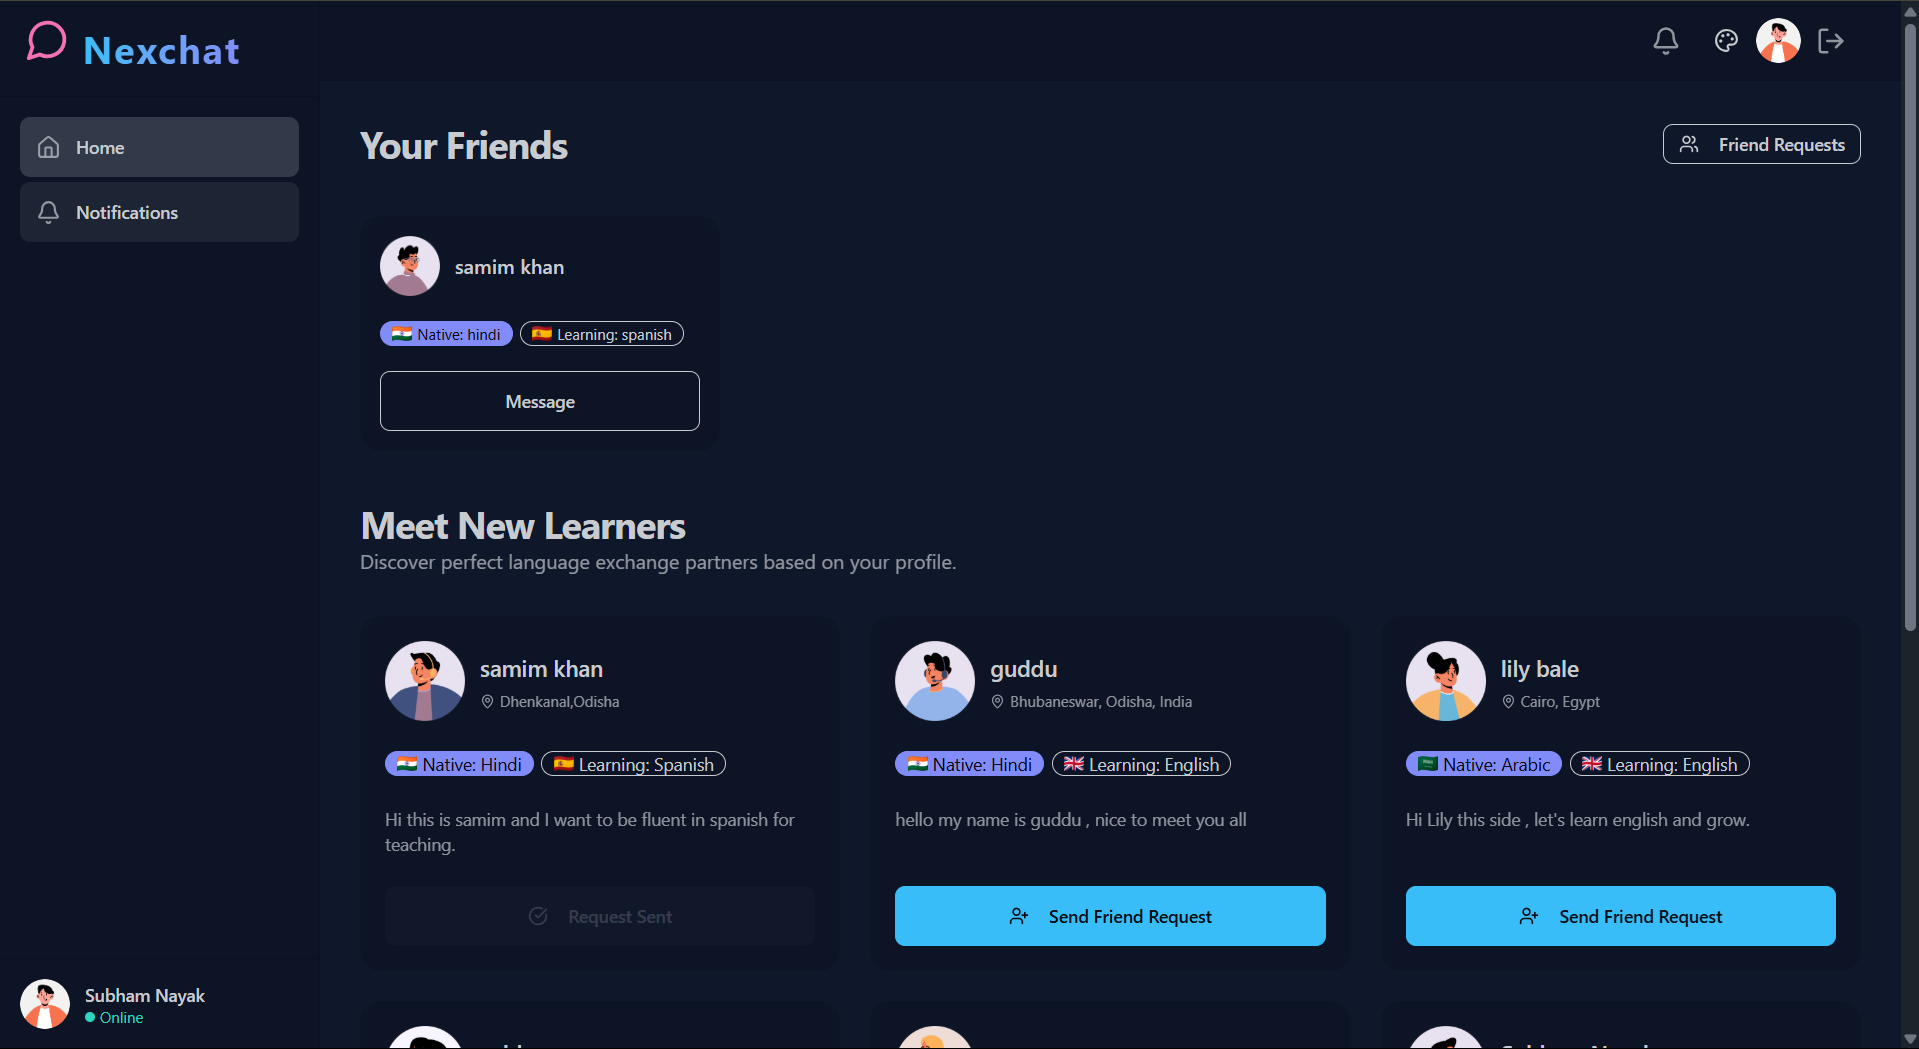 Nexchat
Home
Notifications
Your Friends
Friend Requests
samim khan
Native: hindi
Learning: spanish
Message
Meet New Learners
Discover perfect language exchange partners based on your profile.
samim khan
Dhenkanal,Odisha
Native: Hindi
Learning: Spanish
Hi this is samim and I want to be fluent in spanish for
teaching.
Request Sent
guddu
Bhubaneswar, Odisha, India
Native: Hindi
Learning: English
hello my name is guddu , nice to meet you all
Send Friend Request
lily bale
Cairo, Egypt
Native: Arabic
Learning: English
Hi Lily this side , let's learn english and grow.
Send Friend Request
Subham Nayak
Online